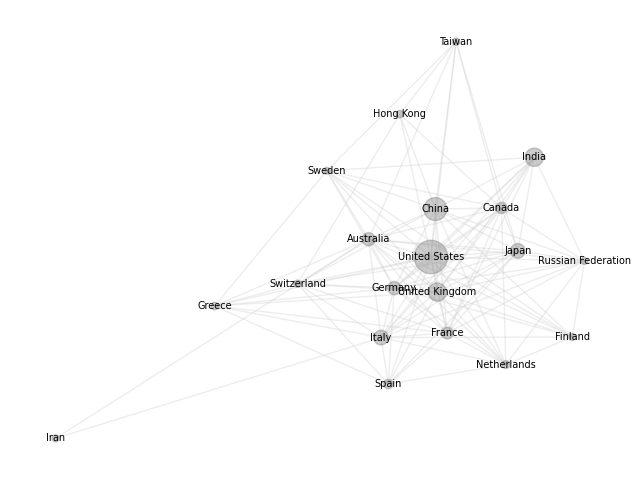 Taiwan
Hong Kong
India
Sweden
China
Canada
Australia
Japan
United States
Russian Federation
Switzerland
Germany
United Kingdom
Greece
France
Italy
Finland
Netherlands
Spain
Iran